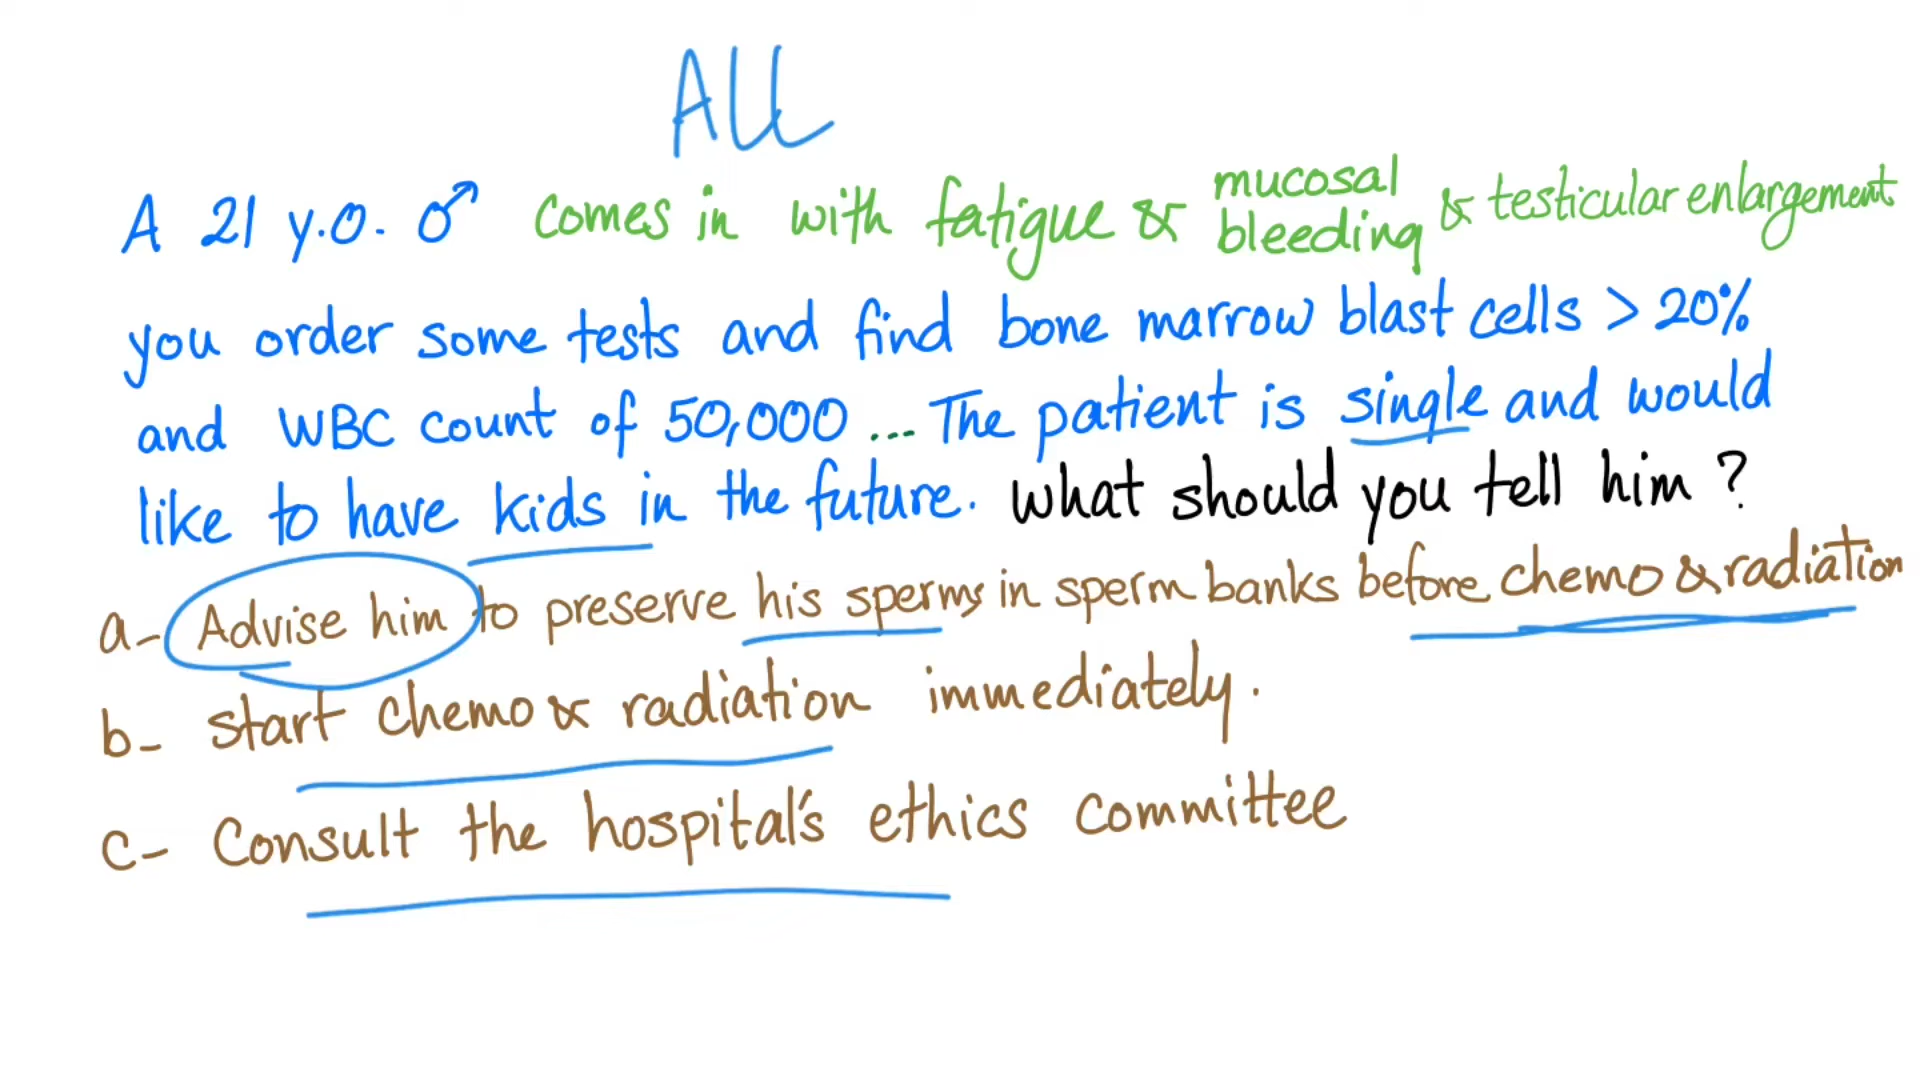 ALL
A 21 y.o. ♂ comes in with fatigue & mucosal bleeding & testicular enlargement
you order some tests and find bone marrow blast cells > 20%
and WBC count of 50,000 ... The patient is single and would
like to have kids in the future. What should you tell him ?
a- Advise him to preserve his sperms in sperm banks before chemo & radiation
b- start chemo & radiation immediately.
c- Consult the hospital's ethics committee